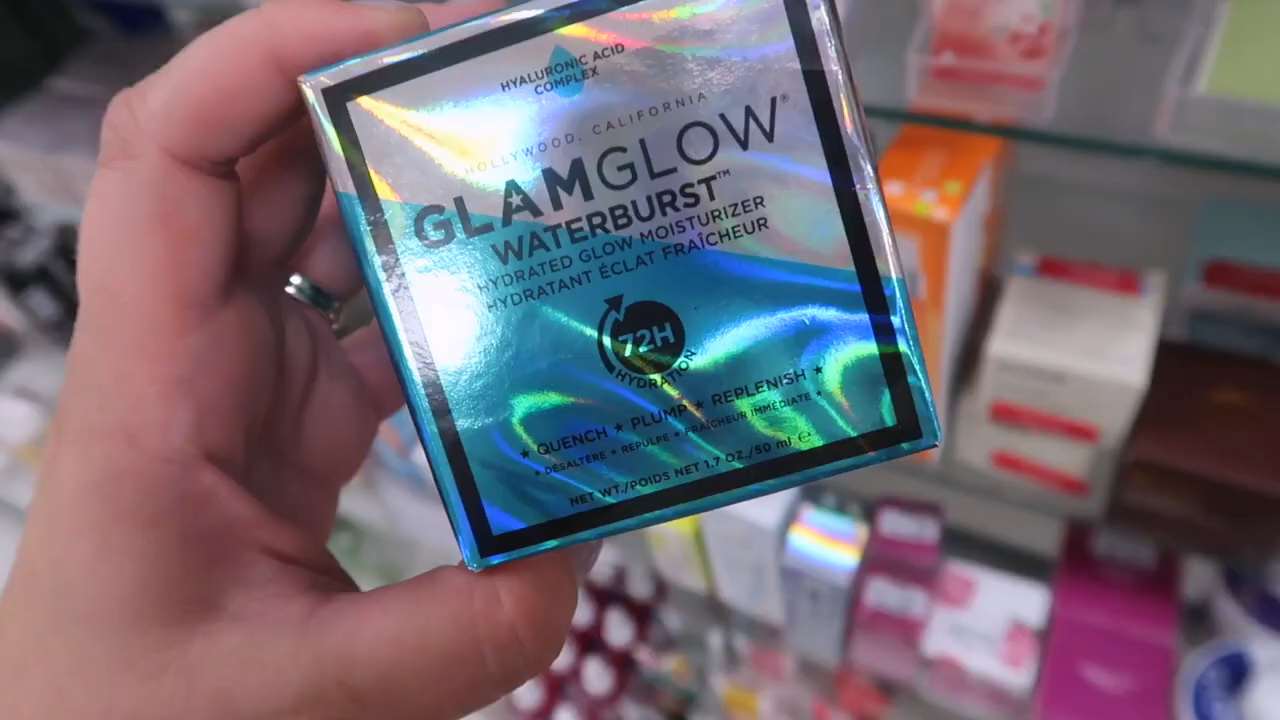 HYALURONIC ACID
COMPLEX
HOLLYWOOD, CALIFORNIA
GLAMGLOW®
WATERBURST™
HYDRATED GLOW MOISTURIZER
HYDRATANT ÉCLAT FRAÎCHEUR
72H
HYDRATION
★ QUENCH ★ PLUMP ★ REPLENISH ★
★ DÉSALTÈRE ★ REPULPE ★ FRAÎCHEUR IMMÉDIATE ★
NET WT./POIDS NET 1.7 OZ./50 ml ℮